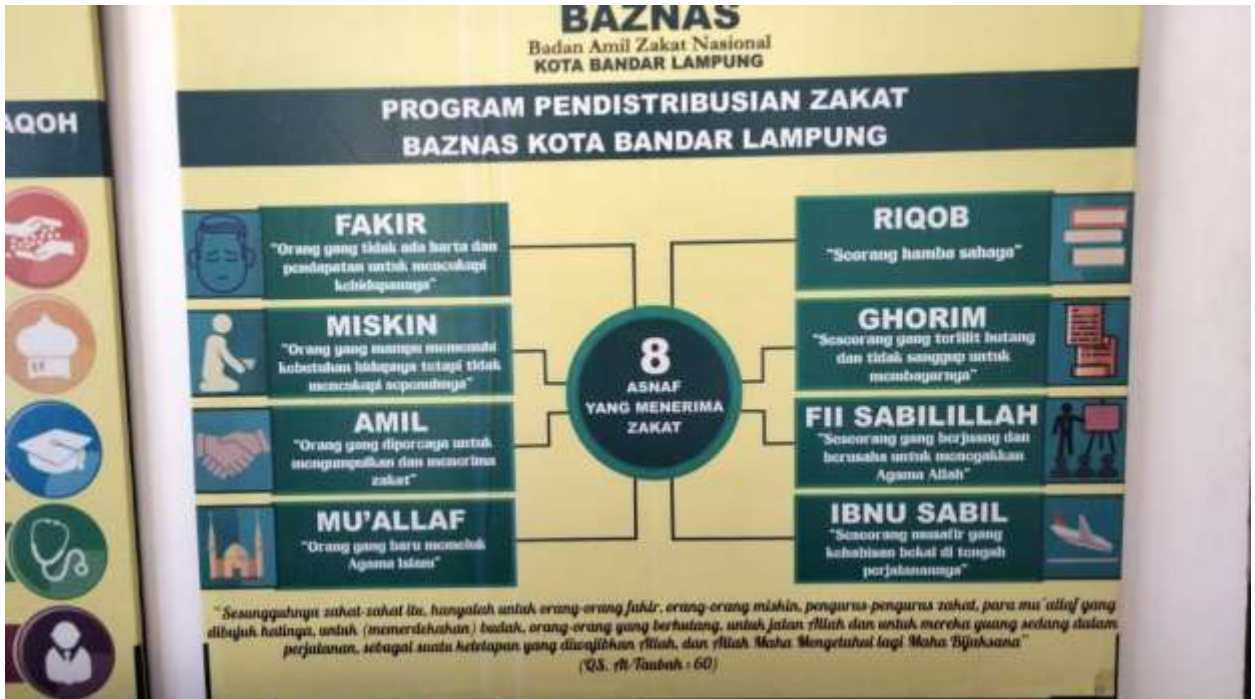 AQOH
BAZNAS
Badan Amil Zakat Nasional
KOTA BANDAR LAMPUNG
PROGRAM PENDISTRIBUSIAN ZAKAT
BAZNAS KOTA BANDAR LAMPUNG
FAKIR
"Orang yang tidak ada harta dan
pendapatan untuk mencukupi
kehidupannya"
MISKIN
"Orang yang mampu memenuhi
kebutuhan hidupnya tetapi tidak
mencukupi sepenuhnya"
AMIL
"Orang yang dipercaya untuk
mengumpulkan dan menerima
zakat"
MU'ALLAF
"Orang yang baru memeluk
Agama Islam"
8
ASNAF
YANG MENERIMA
ZAKAT
RIQOB
"Seorang hamba sahaya"
GHORIM
"Seseorang yang terlilit hutang
dan tidak sanggup untuk
membayarnya"
FII SABILILLAH
"Seseorang yang berjuang dan
berusaha untuk menegakkan
Agama Allah"
IBNU SABIL
"Seseorang musafir yang
kehabisan bekal di tengah
perjalanannya"
"Sesungguhnya zakat-zakat itu, hanyalah untuk orang-orang fakir, orang-orang miskin, pengurus-pengurus zakat, para mu'allaf yang
dibujuk hatinya, untuk (memerdekakan) budak, orang-orang yang berhutang, untuk jalan Allah dan untuk mereka yuang sedang dalam
perjalanan, sebagai suatu ketetapan yang diwajibkan Allah, dan Allah Maha Mengetahui lagi Maha Bijaksana"
(QS. At-Taubah : 60)